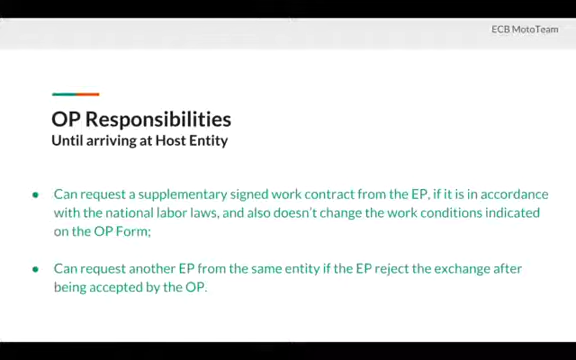 ECB MotoTeam
OP Responsibilities
Until arriving at Host Entity
● Can request a supplementary signed work contract from the EP, if it is in accordance
with the national labor laws, and also doesn't change the work conditions indicated
on the OP Form;
● Can request another EP from the same entity if the EP reject the exchange after
being accepted by the OP.